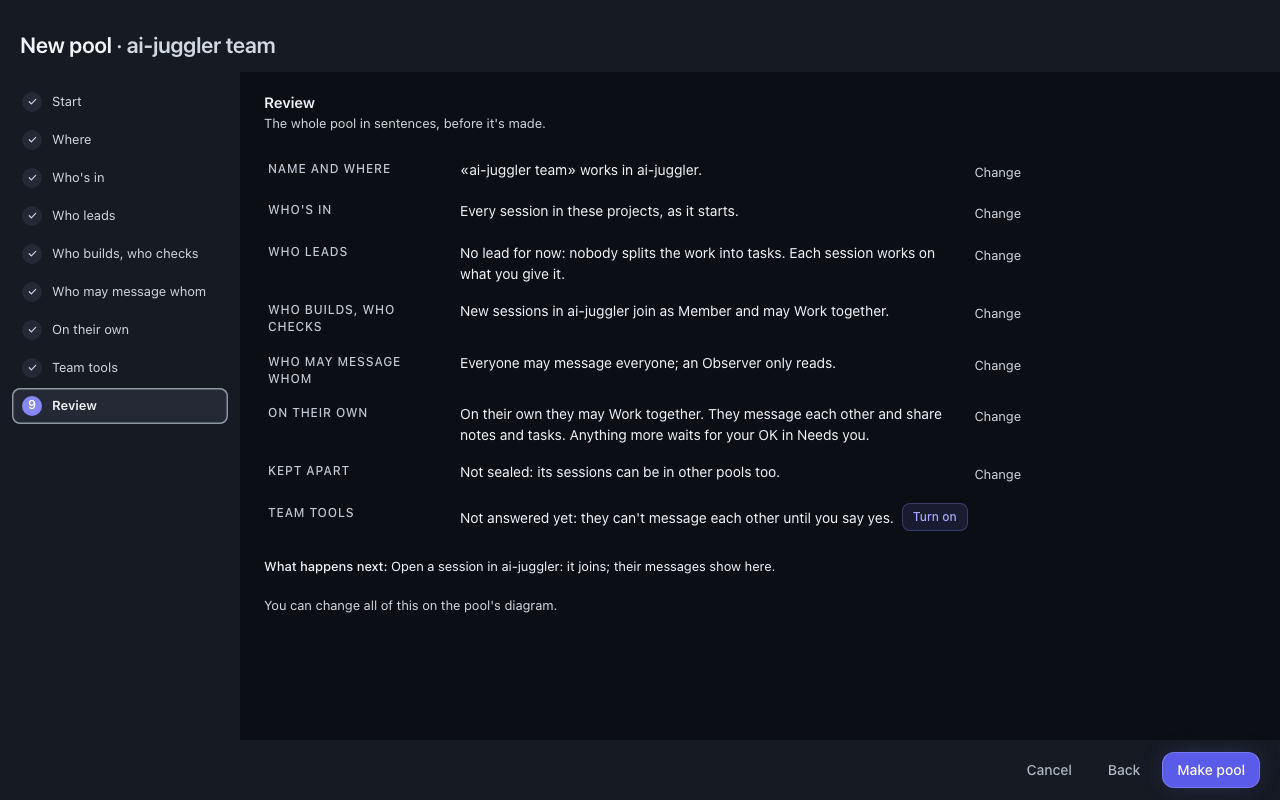 New pool · ai-juggler team
Start
Where
Who's in
Who leads
Who builds, who checks
Who may message whom
On their own
Team tools
9 Review
Review
The whole pool in sentences, before it's made.
NAME AND WHERE
«ai-juggler team» works in ai-juggler.
Change
WHO'S IN
Every session in these projects, as it starts.
Change
WHO LEADS
No lead for now: nobody splits the work into tasks. Each session works on
what you give it.
Change
WHO BUILDS, WHO
CHECKS
New sessions in ai-juggler join as Member and may Work together.
Change
WHO MAY MESSAGE
WHOM
Everyone may message everyone; an Observer only reads.
Change
ON THEIR OWN
On their own they may Work together. They message each other and share
notes and tasks. Anything more waits for your OK in Needs you.
Change
KEPT APART
Not sealed: its sessions can be in other pools too.
Change
TEAM TOOLS
Not answered yet: they can't message each other until you say yes.
Turn on
What happens next: Open a session in ai-juggler: it joins; their messages show here.
You can change all of this on the pool's diagram.
Cancel
Back
Make pool